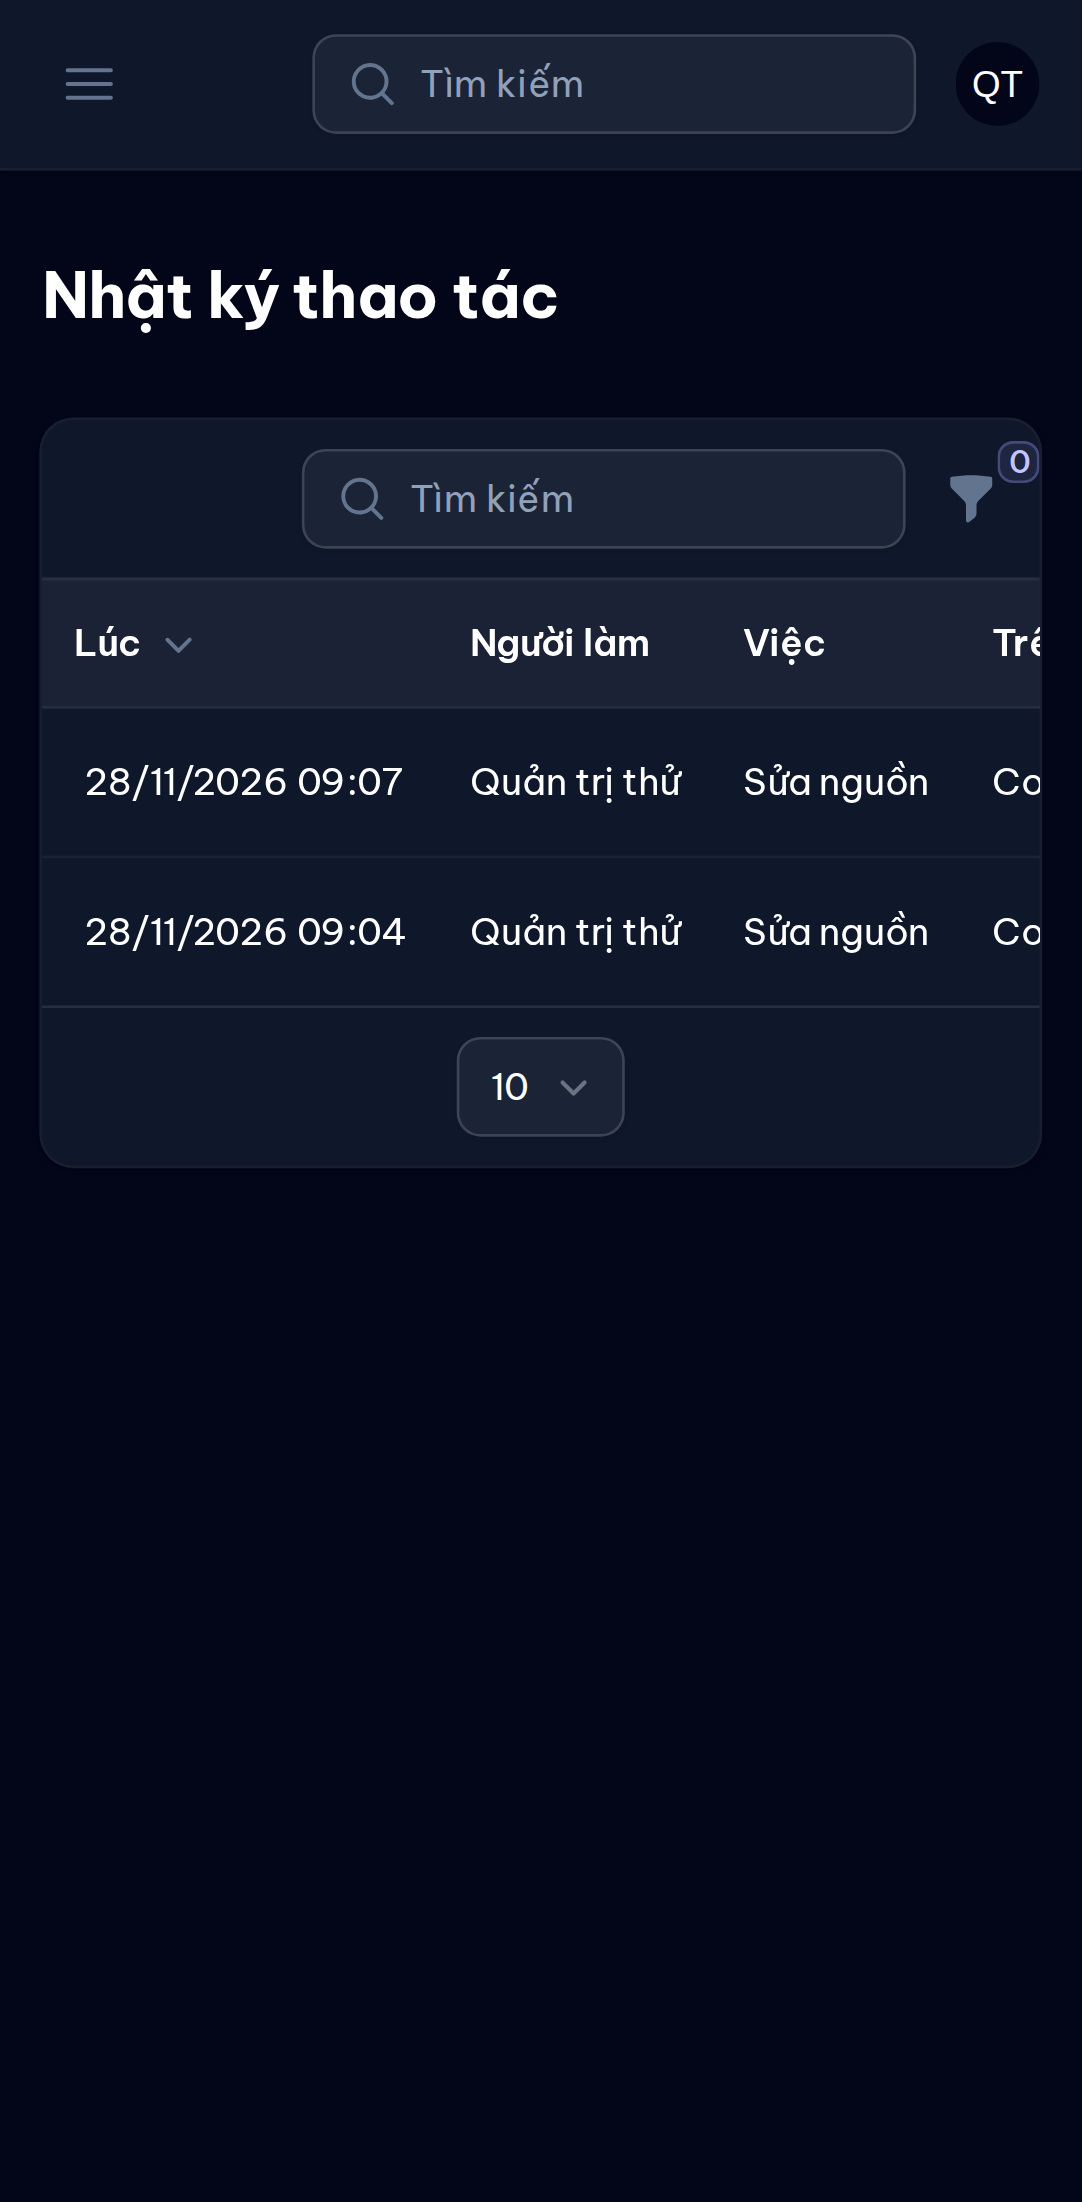 Tìm kiếm QT
Nhật ký thao tác
Tìm kiếm 0
Lúc Người làm Việc
28/11/2026 09:07 Quản trị thử Sửa nguồn
28/11/2026 09:04 Quản trị thử Sửa nguồn
10